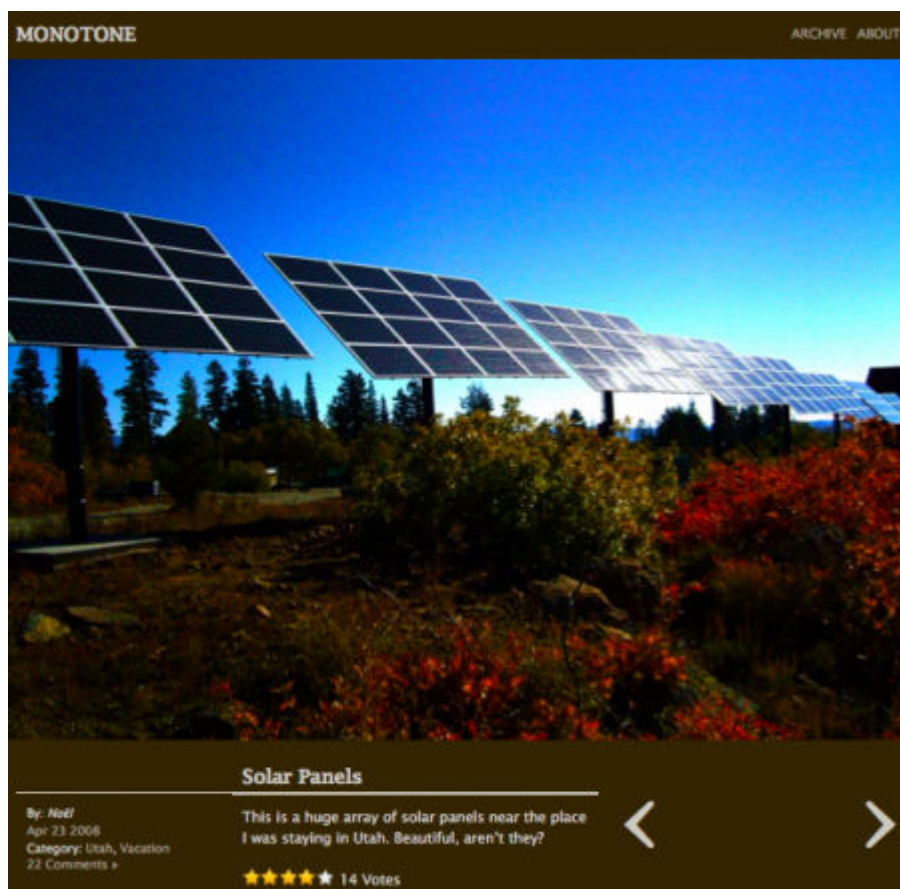 MONOTONE
ARCHIVE ABOUT
Solar Panels
By: Noël
Apr 23 2008
Category: Utah, Vacation
22 Comments »
This is a huge array of solar panels near the place
I was staying in Utah. Beautiful, aren't they?
14 Votes